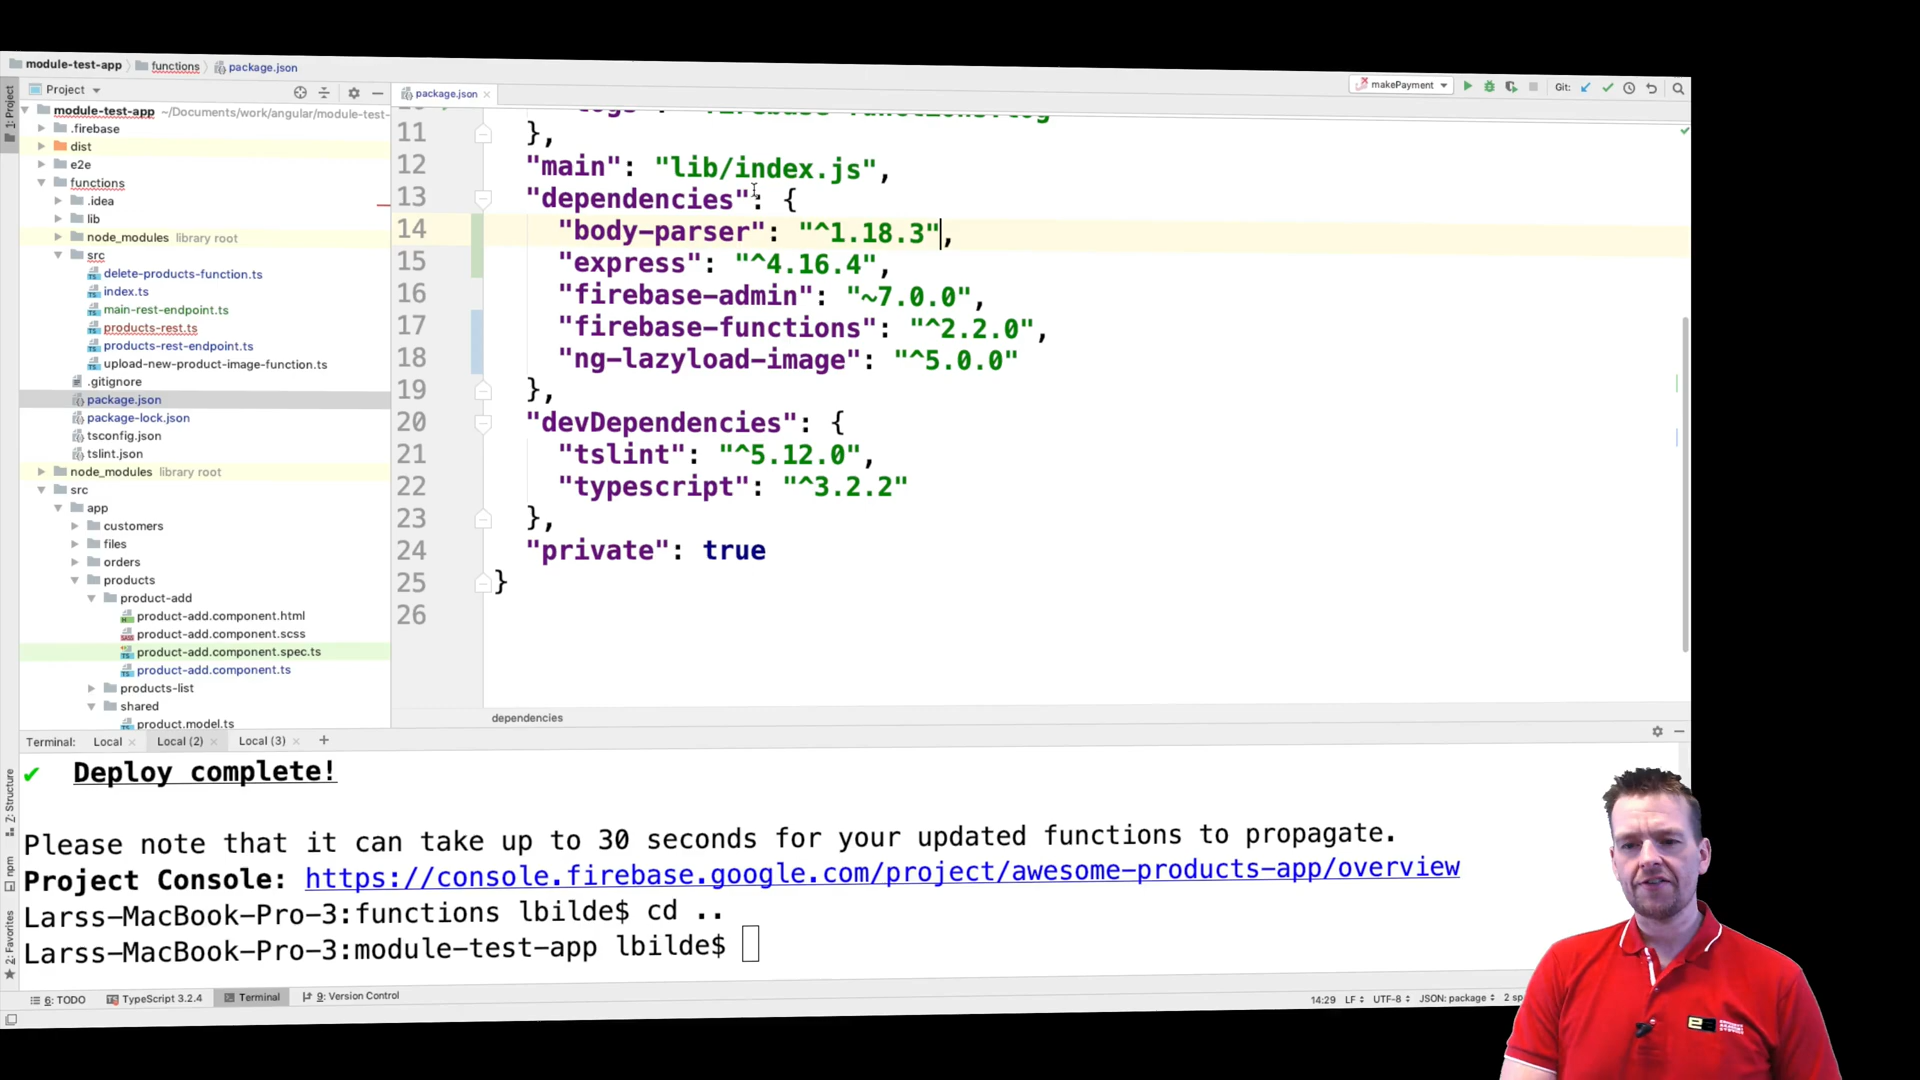 module-test-app functions package.json
makePayment Git:
1: Project
Project
package.json
module-test-app ~/Documents/work/angular/module-test-
.firebase
dist
e2e
functions
.idea
lib
node_modules library root
src
delete-products-function.ts
index.ts
main-rest-endpoint.ts
products-rest.ts
products-rest-endpoint.ts
upload-new-product-image-function.ts
.gitignore
package.json
package-lock.json
tsconfig.json
tslint.json
node_modules library root
src
app
customers
files
orders
products
product-add
product-add.component.html
product-add.component.scss
product-add.component.spec.ts
product-add.component.ts
products-list
shared
product.model.ts
11 },
12 "main": "lib/index.js",
13 "dependencies": {
14 "body-parser": "^1.18.3",
15 "express": "^4.16.4",
16 "firebase-admin": "~7.0.0",
17 "firebase-functions": "^2.2.0",
18 "ng-lazyload-image": "^5.0.0"
19 },
20 "devDependencies": {
21 "tslint": "^5.12.0",
22 "typescript": "^3.2.2"
23 },
24 "private": true
25 }
26
dependencies
Terminal: Local Local (2) Local (3) +
✔ Deploy complete!
Please note that it can take up to 30 seconds for your updated functions to propagate.
Project Console: https://console.firebase.google.com/project/awesome-products-app/overview
Larss-MacBook-Pro-3:functions lbilde$ cd ..
Larss-MacBook-Pro-3:module-test-app lbilde$
Z: Structure
npm
2: Favorites
6: TODO TypeScript 3.2.4 Terminal 9: Version Control
14:29 LF UTF-8 JSON: package 2 sp